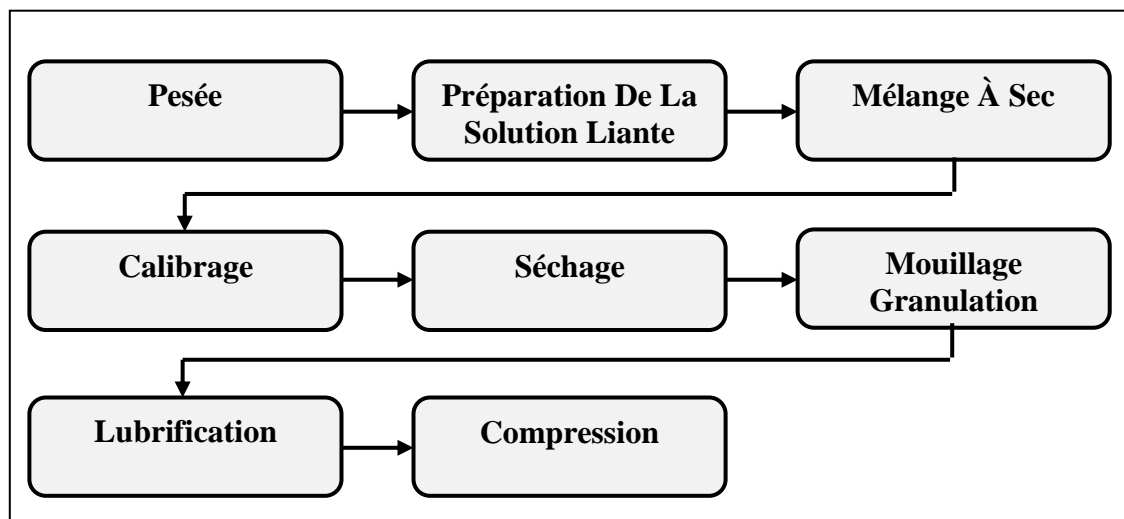 Pesée
Préparation De La
Solution Liante
Mélange À Sec
Calibrage
Séchage
Mouillage
Granulation
Lubrification
Compression